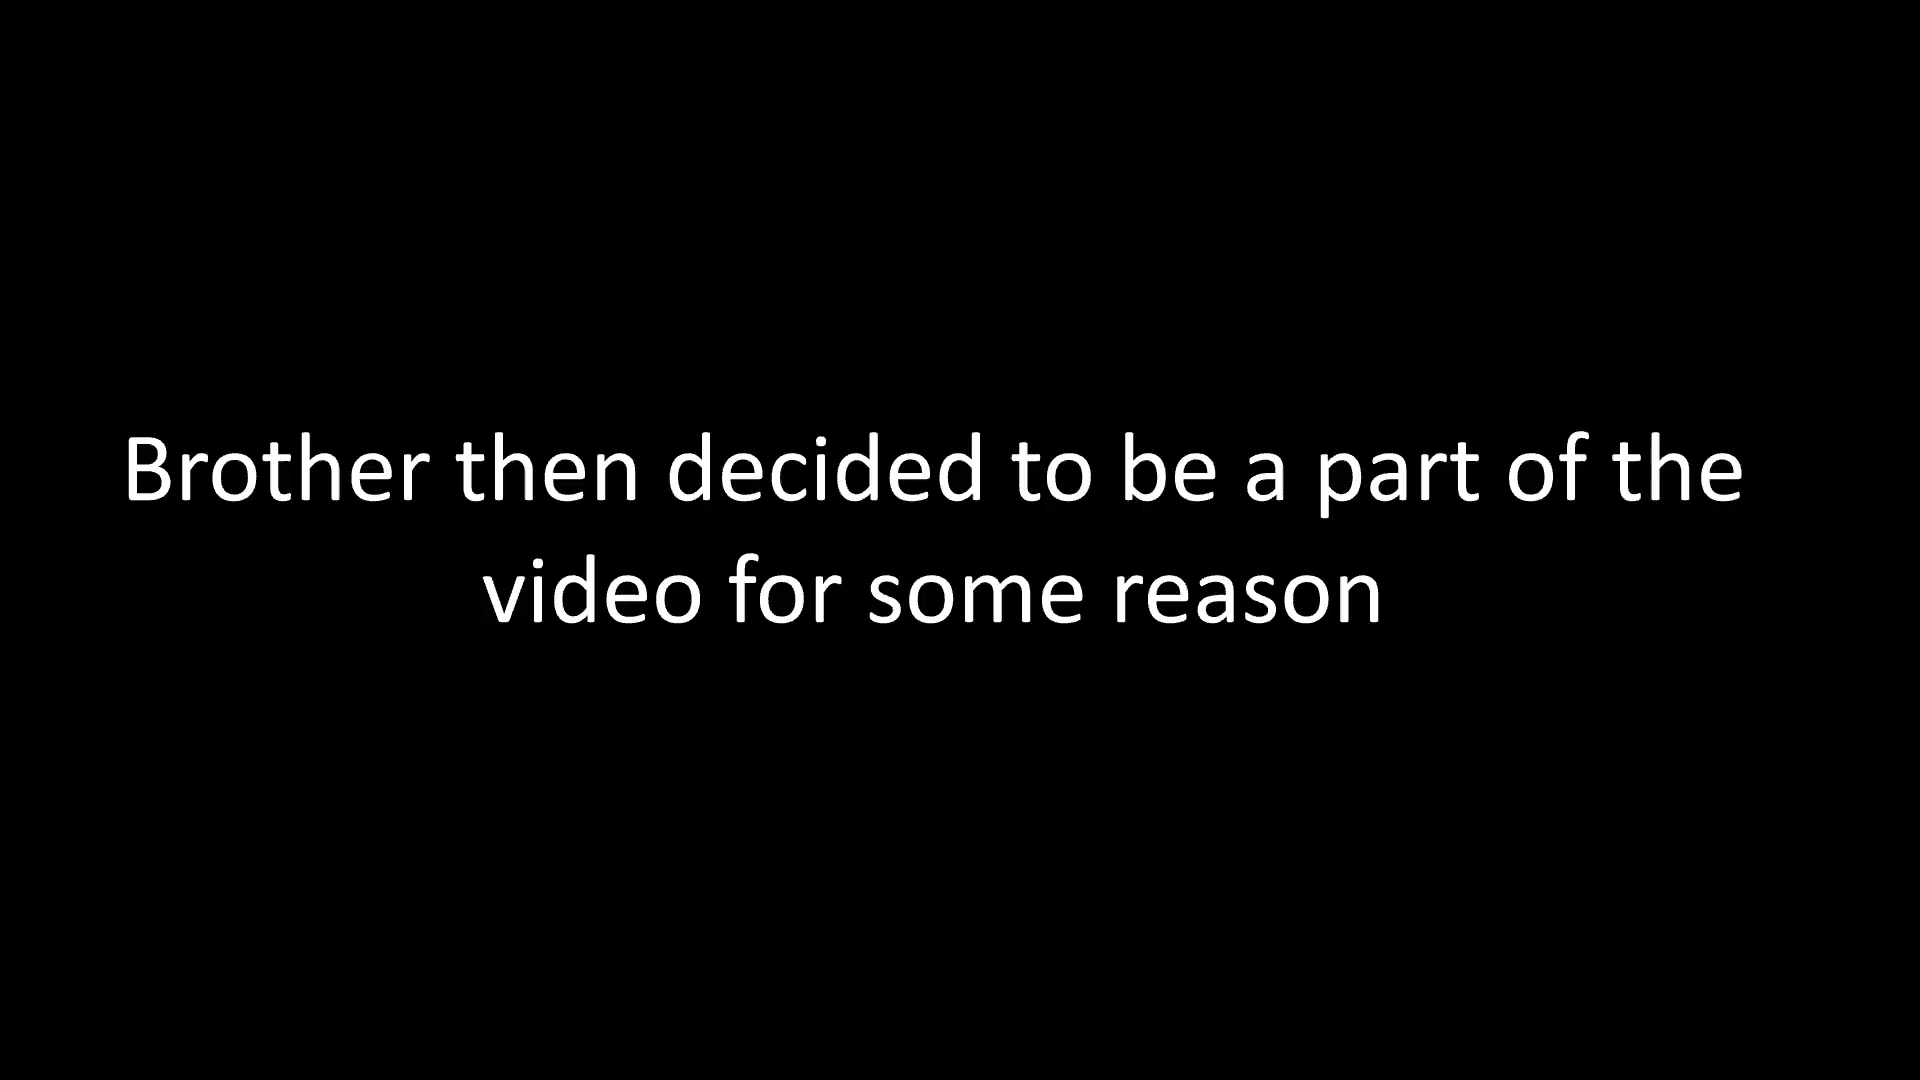 Brother then decided to be a part of the
video for some reason